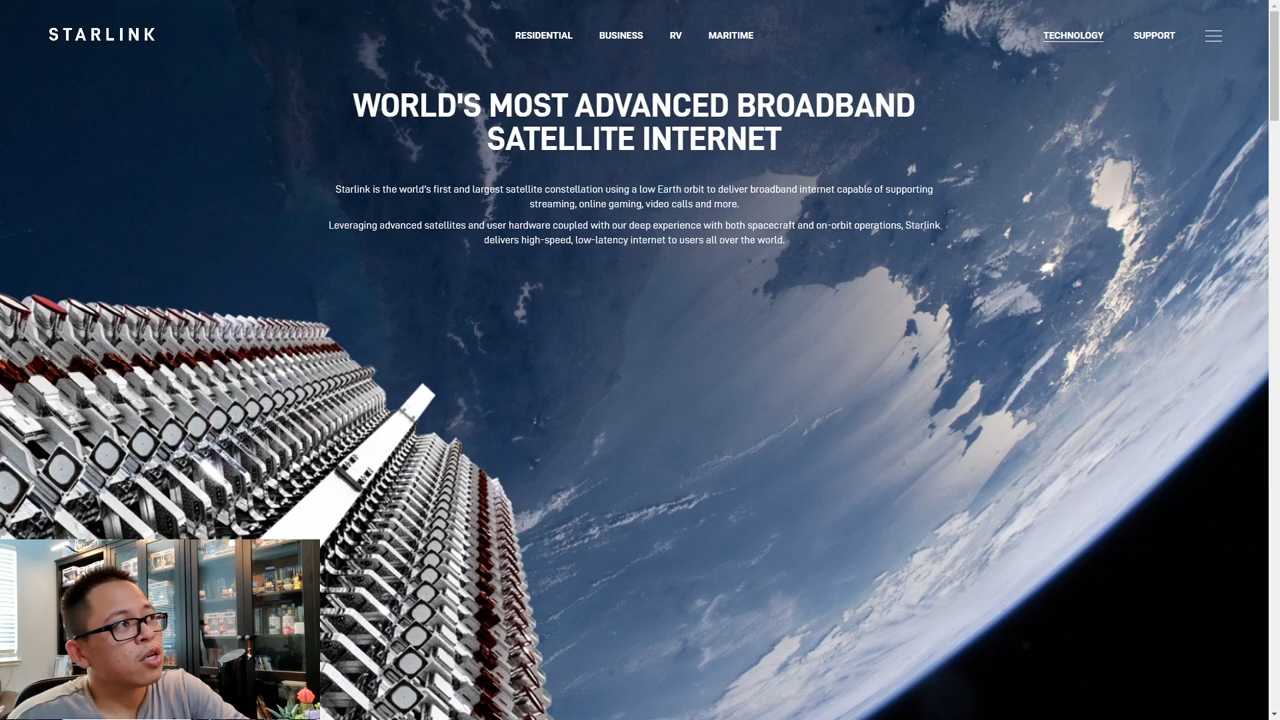 STARLINK
RESIDENTIAL BUSINESS RV MARITIME
TECHNOLOGY SUPPORT
WORLD'S MOST ADVANCED BROADBAND
SATELLITE INTERNET
Starlink is the world's first and largest satellite constellation using a low Earth orbit to deliver broadband internet capable of supporting
streaming, online gaming, video calls and more.
Leveraging advanced satellites and user hardware coupled with our deep experience with both spacecraft and on-orbit operations, Starlink
delivers high-speed, low-latency internet to users all over the world.